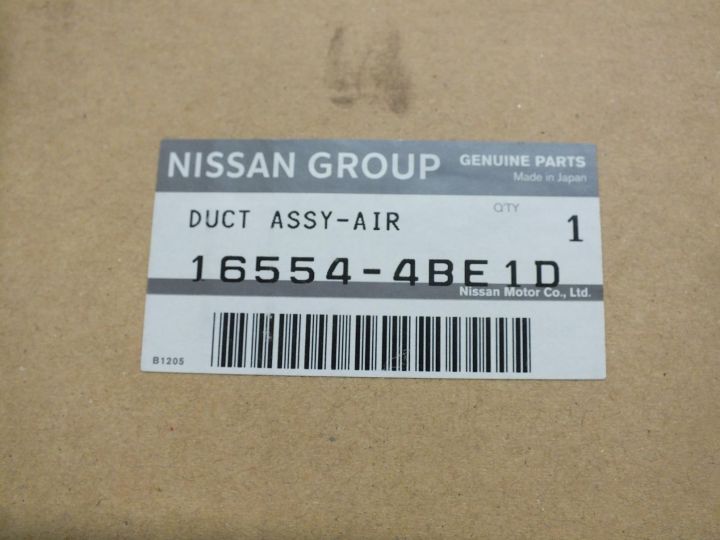 NISSAN GROUP GENUINE PARTS
Made in Japan
DUCT ASSY-AIR Q'TY 1
16554-4BE1D
Nissan Motor Co., Ltd.
B1205